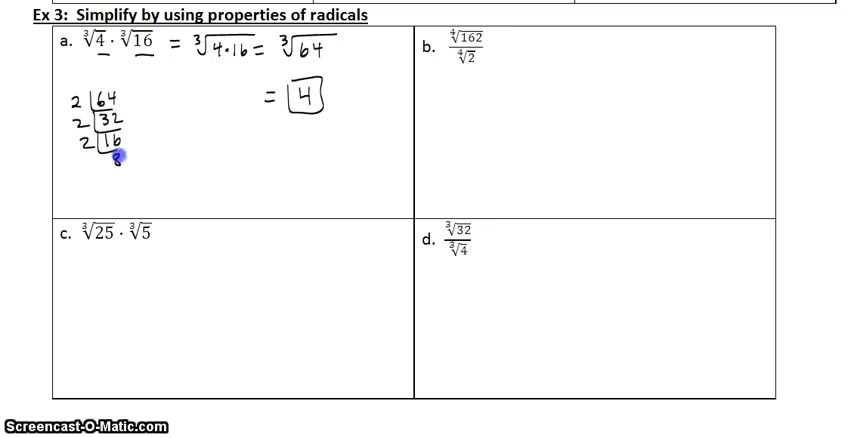 Ex 3: Simplify by using properties of radicals
a. ∛4 · ∛16 = ∛4·16 = ∛64
= 4
2 64
2 32
2 16
8
b. ∜162 / ∜2
c. ∛25 · ∛5
d. ∛32 / ∛4
Screencast-O-Matic.com